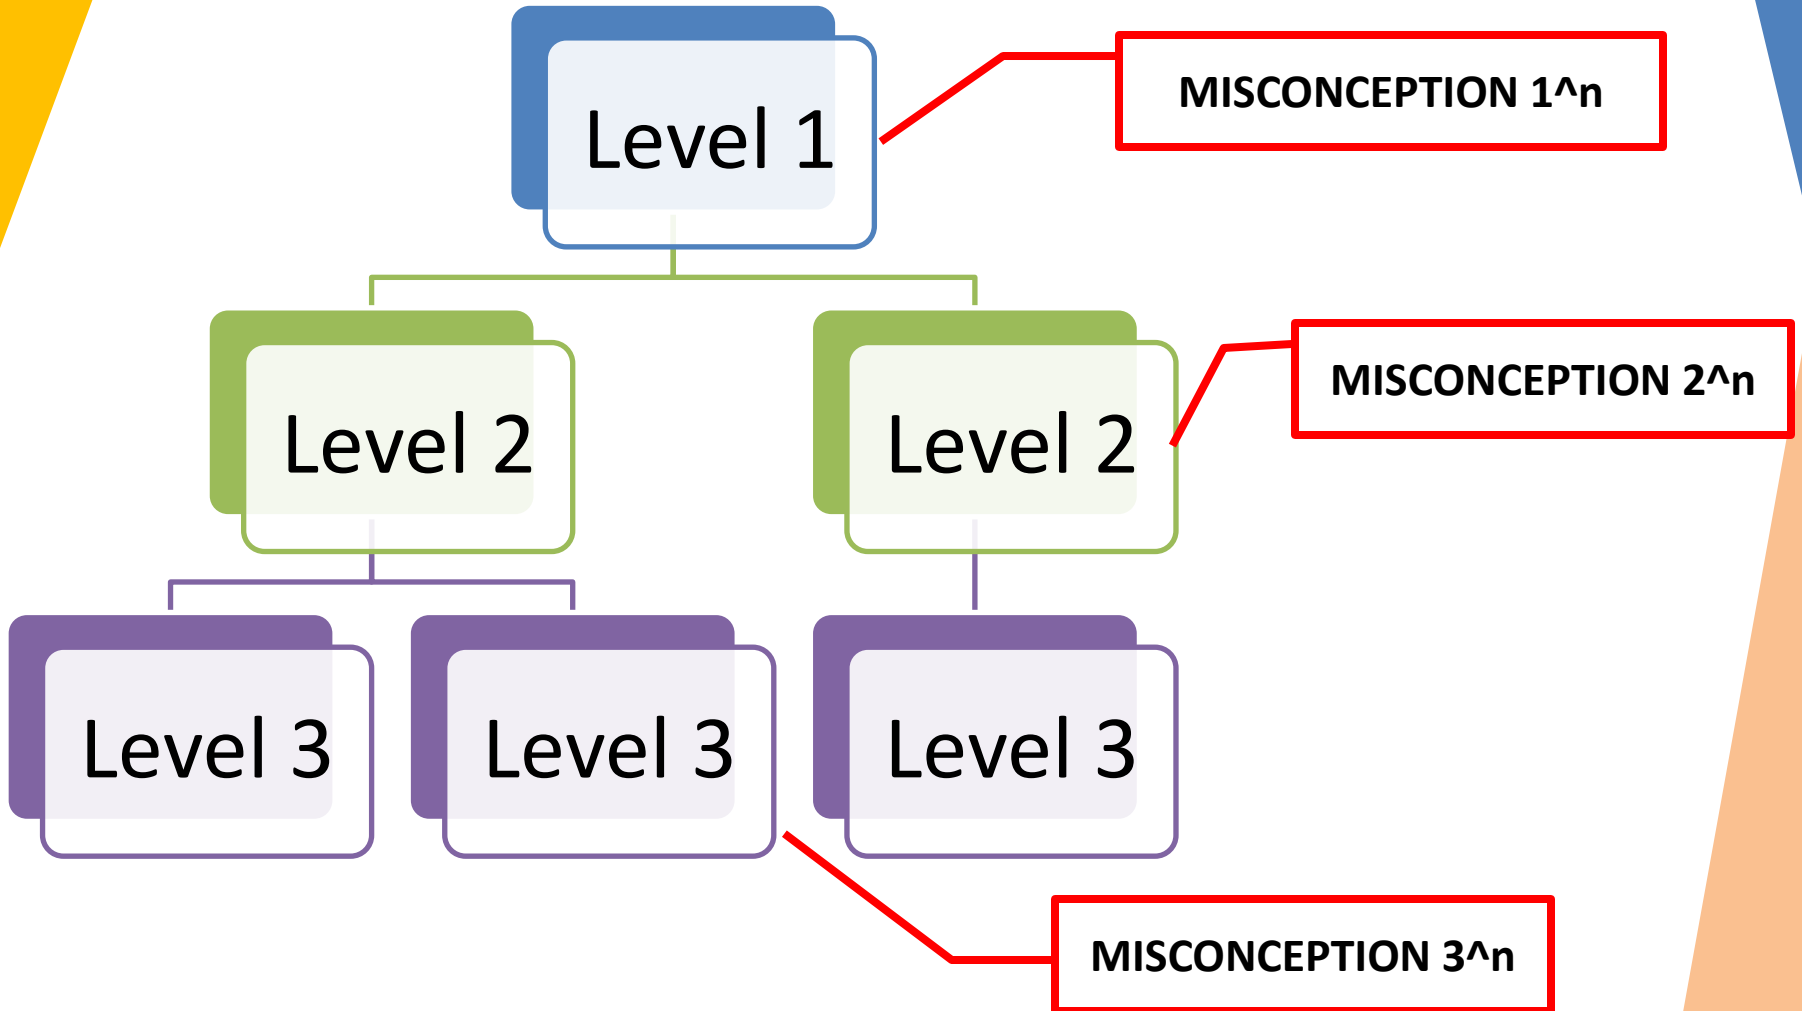 Level 1
MISCONCEPTION 1^n
Level 2
Level 2
MISCONCEPTION 2^n
Level 3
Level 3
Level 3
MISCONCEPTION 3^n